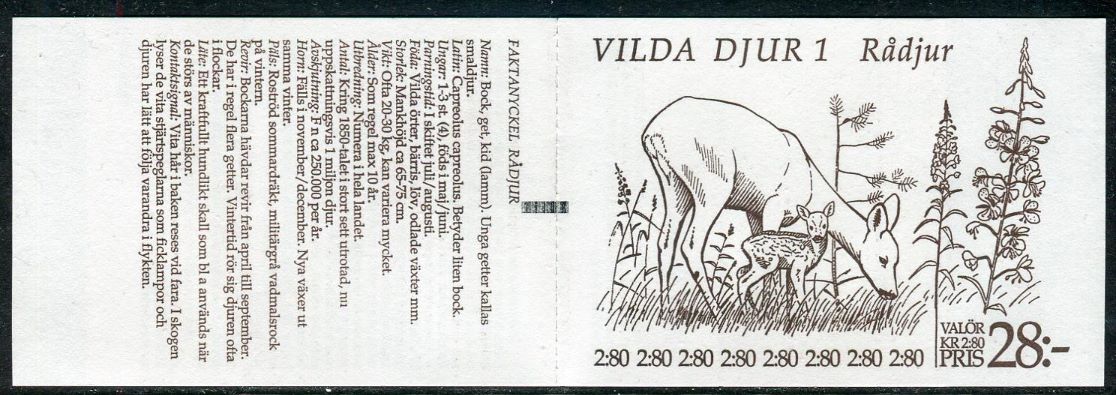 VILDA DJUR 1 Rådjur
2:80 2:80 2:80 2:80 2:80 2:80 2:80 2:80
VALÖR
KR 2:80
PRIS 28:-
FAKTANYCKEL RÅDJUR
Namn: Bock, get, kid (lamm). Unga getter kallas
smaldjur.
Latin: Capreolus capreolus. Betyder liten bock.
Ungar: 1-3 st. (4), föds i maj/juni.
Parningstid: I skiftet juli/augusti.
Föda: Vilda örter, bärris, löv, odlade växter mm.
Storlek: Mankhöjd ca 65-75 cm.
Vikt: Ofta 20-30 kg, kan variera mycket.
Ålder: Som regel max 10 år.
Utbredning: Numera i hela landet.
Antal: Kring 1850-talet i stort sett utrotad, nu
uppskattningsvis 1 miljon djur.
Avskjutning: F n ca 250.000 per år.
Horn: Fälls i november/december. Nya växer ut
samma vinter.
Päls: Roströd sommardräkt, militärgrå vadmalsrock
på vintern.
Revir: Bockarna hävdar revir från april till september.
De har i regel flera getter. Vintertid rör sig djuren ofta
i flockar.
Läte: Ett kraftfullt hundlikt skall som bl a används när
de störs av människor.
Kontaktsignal: Vita hår i baken reses vid fara. I skogen
lyser de vita stjärtspeglarna som ficklampor och
djuren har lätt att följa varandra i flykten.